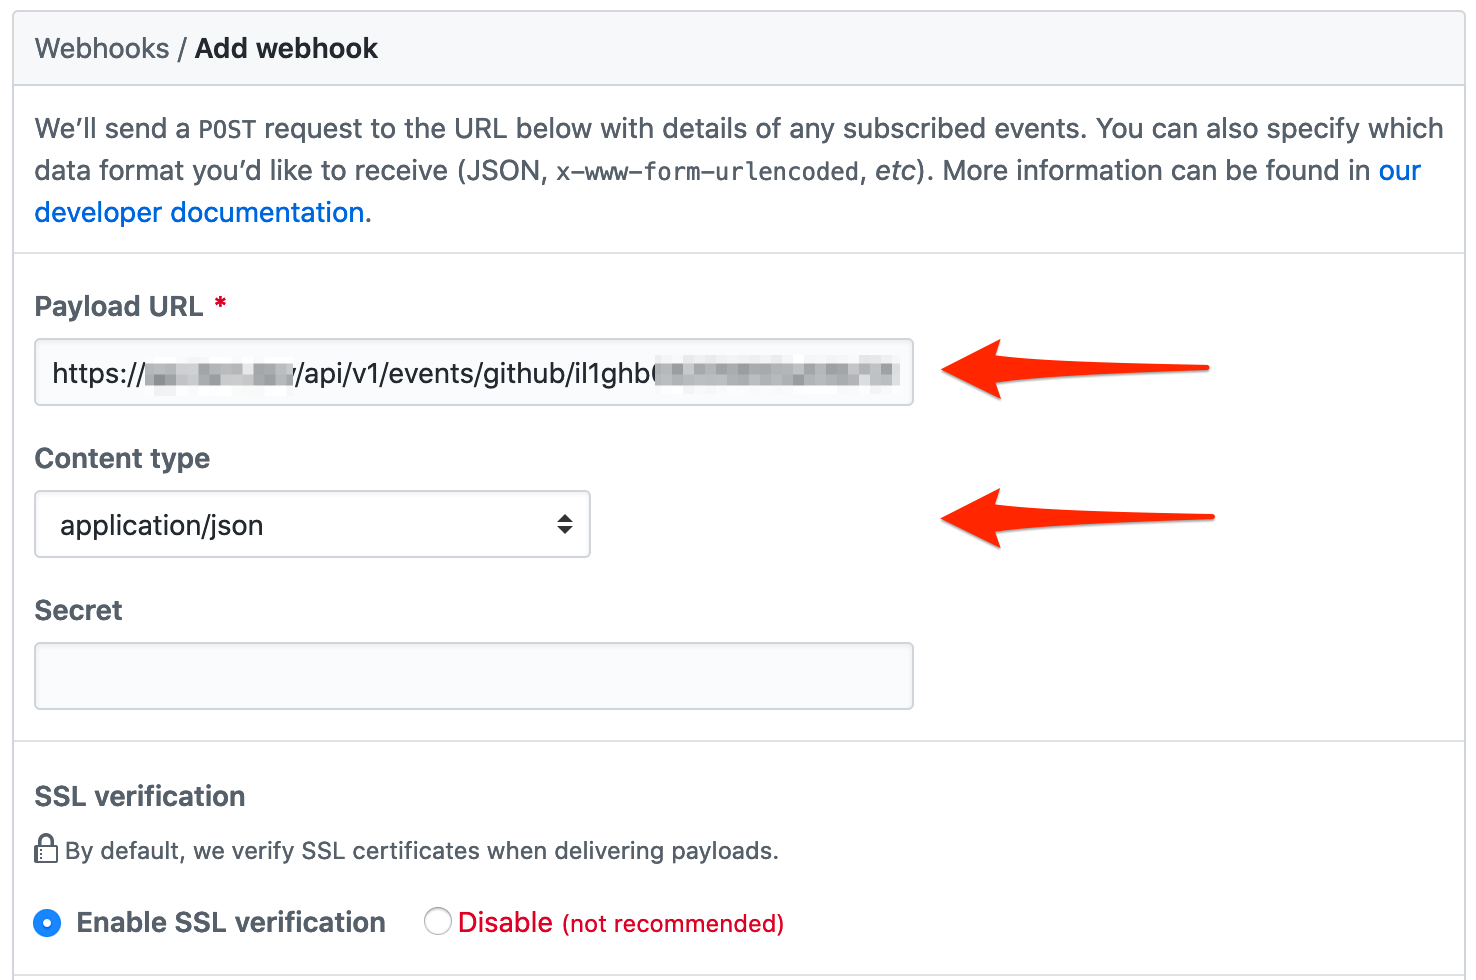 Webhooks / Add webhook
We’ll send a POST request to the URL below with details of any subscribed events. You can also specify which
data format you’d like to receive (JSON, x-www-form-urlencoded, etc). More information can be found in our
developer documentation.
Payload URL *
https:// /api/v1/events/github/il1ghb
Content type
application/json
Secret
SSL verification
By default, we verify SSL certificates when delivering payloads.
Enable SSL verification Disable (not recommended)